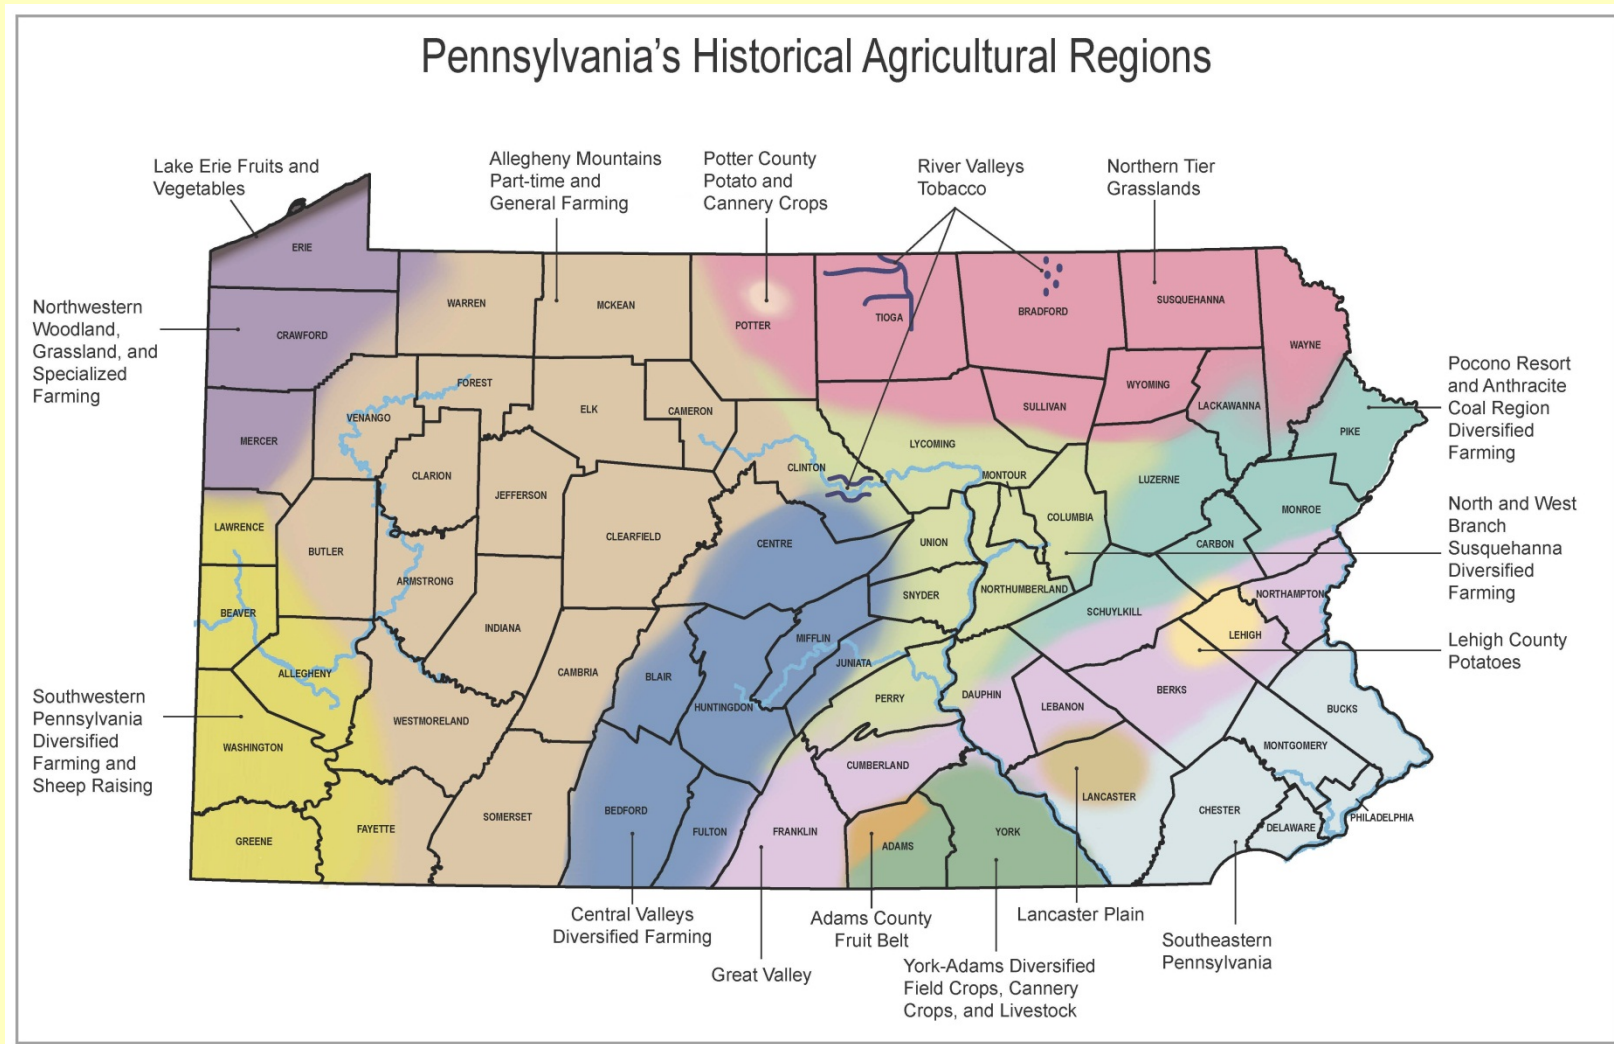 Pennsylvania's Historical Agricultural Regions
Lake Erie Fruits and
Vegetables
Allegheny Mountains
Part-time and
General Farming
Potter County
Potato and
Cannery Crops
River Valleys
Tobacco
Northern Tier
Grasslands
Northwestern
Woodland,
Grassland, and
Specialized
Farming
Pocono Resort
and Anthracite
Coal Region
Diversified
Farming
North and West
Branch
Susquehanna
Diversified
Farming
Lehigh County
Potatoes
Southwestern
Pennsylvania
Diversified
Farming and
Sheep Raising
Central Valleys
Diversified Farming
Great Valley
Adams County
Fruit Belt
York-Adams Diversified
Field Crops, Cannery
Crops, and Livestock
Lancaster Plain
Southeastern
Pennsylvania
ERIE
CRAWFORD
WARREN
MCKEAN
POTTER
TIOGA
BRADFORD
SUSQUEHANNA
WAYNE
MERCER
VENANGO
FOREST
ELK
CAMERON
SULLIVAN
WYOMING
LACKAWANNA
PIKE
CLARION
JEFFERSON
CLINTON
LYCOMING
MONTOUR
COLUMBIA
LUZERNE
MONROE
LAWRENCE
BUTLER
CLEARFIELD
CENTRE
UNION
CARBON
BEAVER
ARMSTRONG
INDIANA
SNYDER
NORTHUMBERLAND
SCHUYLKILL
NORTHAMPTON
LEHIGH
ALLEGHENY
CAMBRIA
BLAIR
MIFFLIN
JUNIATA
HUNTINGDON
PERRY
DAUPHIN
LEBANON
BERKS
BUCKS
WESTMORELAND
WASHINGTON
CUMBERLAND
MONTGOMERY
LANCASTER
CHESTER
DELAWARE
PHILADELPHIA
GREENE
FAYETTE
SOMERSET
BEDFORD
FULTON
FRANKLIN
ADAMS
YORK